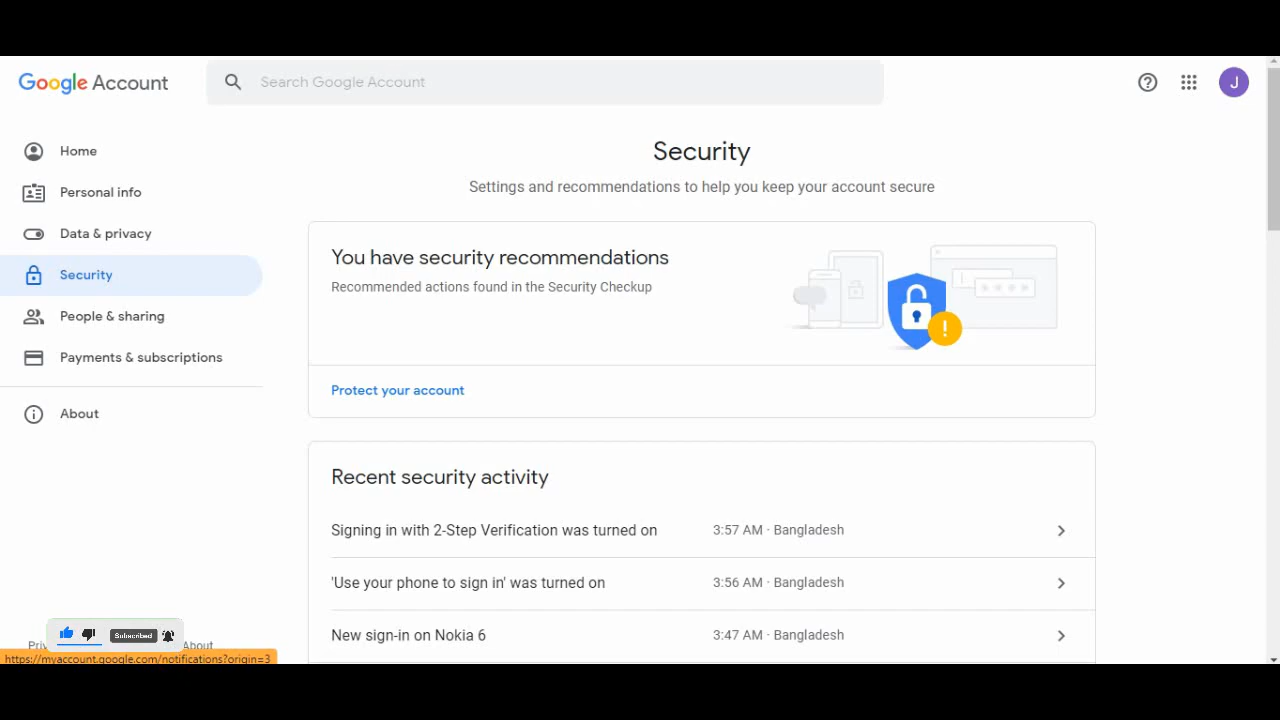 Google Account
Search Google Account
J
Home
Personal info
Data & privacy
Security
People & sharing
Payments & subscriptions
About
Security
Settings and recommendations to help you keep your account secure
You have security recommendations
Recommended actions found in the Security Checkup
Protect your account
Recent security activity
Signing in with 2-Step Verification was turned on 3:57 AM · Bangladesh
'Use your phone to sign in' was turned on 3:56 AM · Bangladesh
New sign-in on Nokia 6 3:47 AM · Bangladesh
Subscribed
About
https://myaccount.google.com/notifications?origin=3